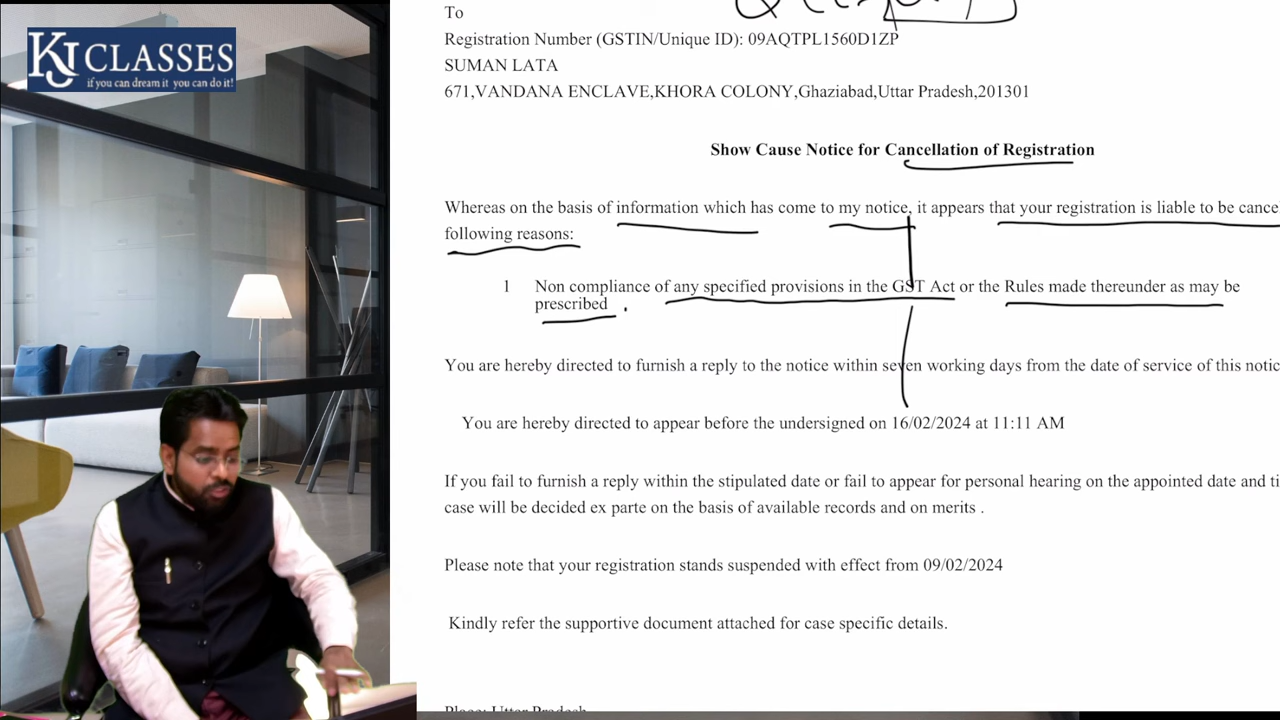 KJ CLASSES
if you can dream it you can do it!
To
Registration Number (GSTIN/Unique ID): 09AQTPL1560D1ZP
SUMAN LATA
671,VANDANA ENCLAVE,KHORA COLONY,Ghaziabad,Uttar Pradesh,201301
Show Cause Notice for Cancellation of Registration
Whereas on the basis of information which has come to my notice, it appears that your registration is liable to be cance
following reasons:
1 Non compliance of any specified provisions in the GST Act or the Rules made thereunder as may be
prescribed
You are hereby directed to furnish a reply to the notice within seven working days from the date of service of this notic
You are hereby directed to appear before the undersigned on 16/02/2024 at 11:11 AM
If you fail to furnish a reply within the stipulated date or fail to appear for personal hearing on the appointed date and ti
case will be decided ex parte on the basis of available records and on merits .
Please note that your registration stands suspended with effect from 09/02/2024
Kindly refer the supportive document attached for case specific details.
Place: Uttar Pradesh